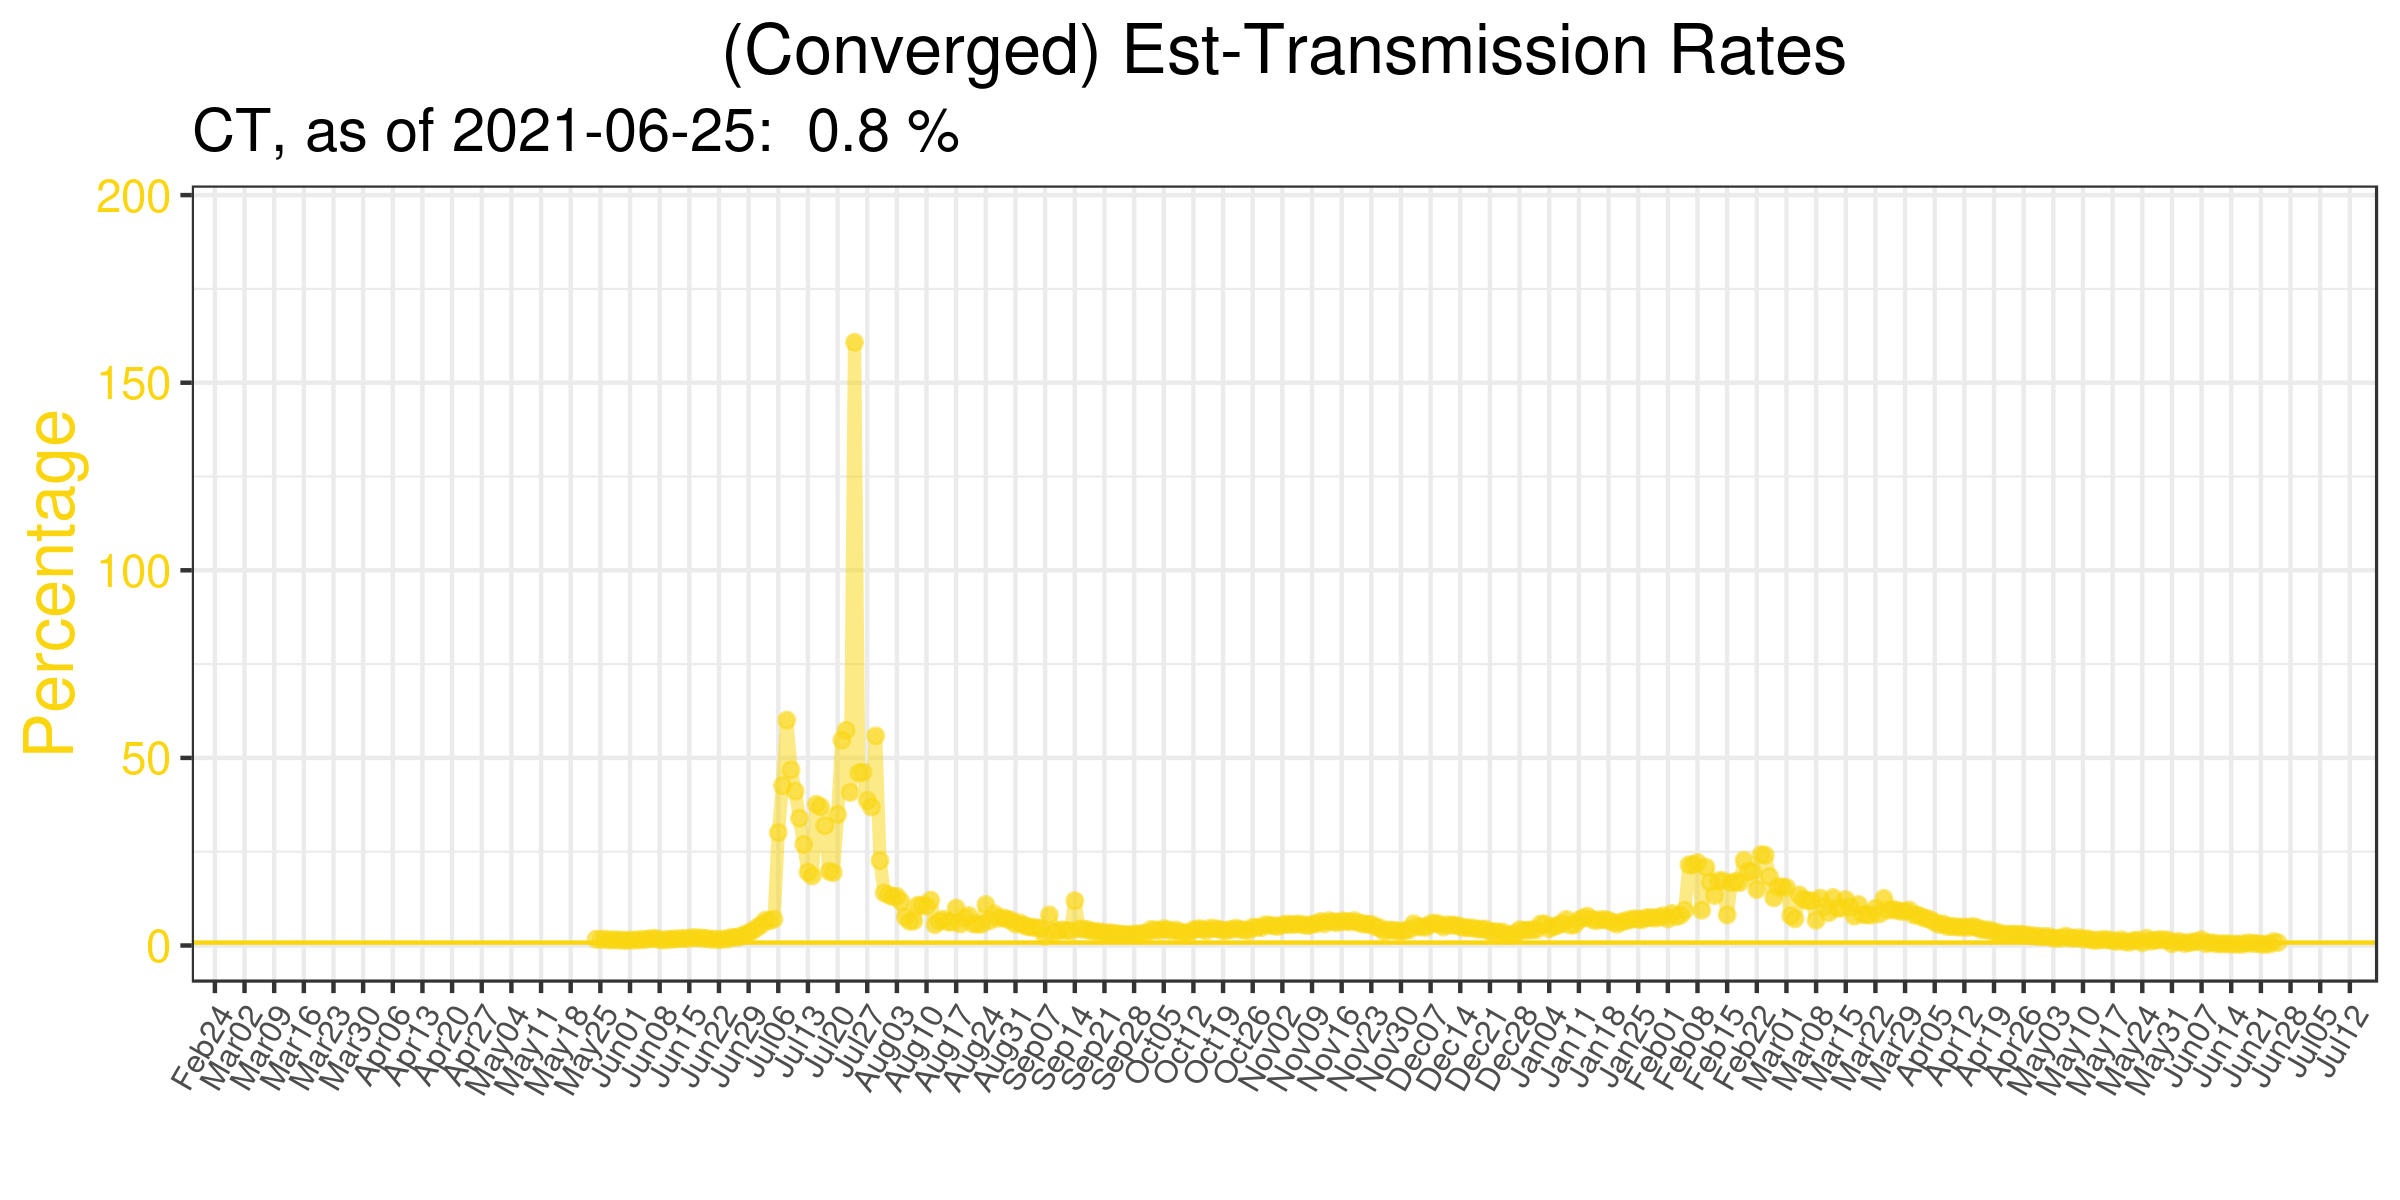 (Converged) Est-Transmission Rates
CT, as of 2021-06-25:  0.8 %
Percentage
200
150
100
50
0
Feb24 Mar02 Mar09 Mar16 Mar23 Mar30 Apr06 Apr13 Apr20 Apr27 May04 May11 May18 May25 Jun01 Jun08 Jun15 Jun22 Jun29 Jul06 Jul13 Jul20 Jul27 Aug03 Aug10 Aug17 Aug24 Aug31 Sep07 Sep14 Sep21 Sep28 Oct05 Oct12 Oct19 Oct26 Nov02 Nov09 Nov16 Nov23 Nov30 Dec07 Dec14 Dec21 Dec28 Jan04 Jan11 Jan18 Jan25 Feb01 Feb08 Feb15 Feb22 Mar01 Mar08 Mar15 Mar22 Mar29 Apr05 Apr12 Apr19 Apr26 May03 May10 May17 May24 May31 Jun07 Jun14 Jun21 Jun28 Jul05 Jul12